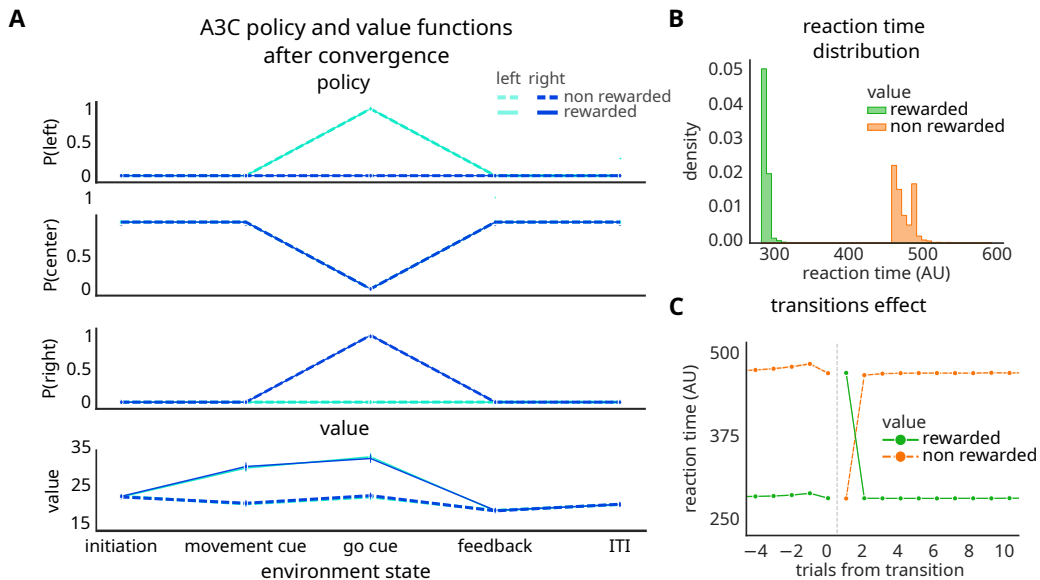 A
A3C policy and value functions
after convergence
policy
left right
non rewarded
rewarded
P(left)
1
0.5
0
P(center)
1
0.5
0
P(right)
1
0.5
0
value
value
35
25
15
initiation movement cue go cue feedback ITI
environment state
B
reaction time
distribution
density
0.05
0.04
0.03
0.02
0.01
0.00
value
rewarded
non rewarded
300 400 500 600
reaction time (AU)
C
transitions effect
reaction time (AU)
500
375
250
value
rewarded
non rewarded
−4 −2 0 2 4 6 8 10
trials from transition